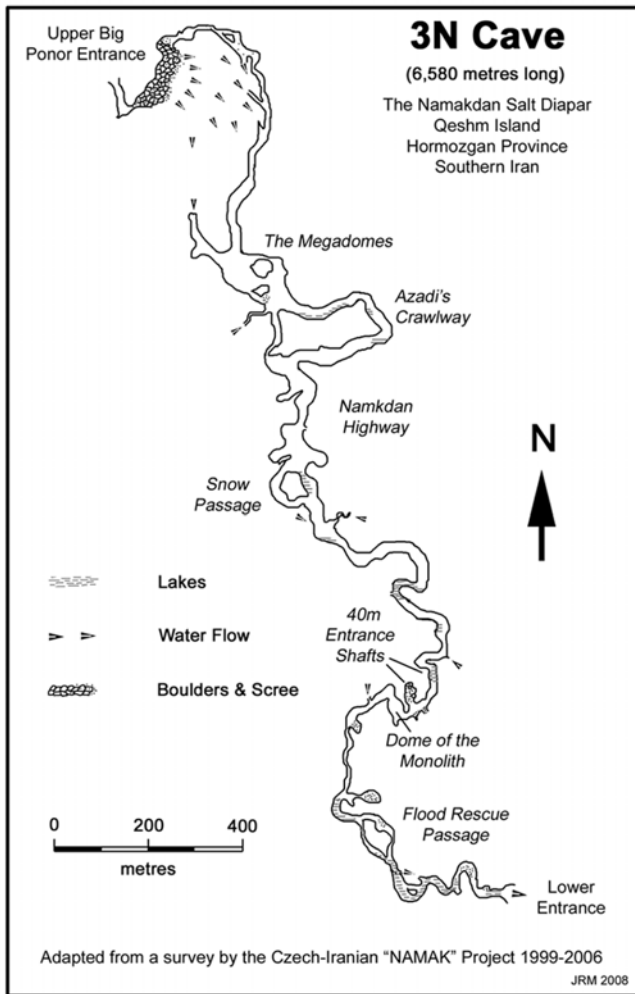 3N Cave
(6,580 metres long)
The Namakdan Salt Diapar
Qeshm Island
Hormozgan Province
Southern Iran
Upper Big
Ponor Entrance
The Megadomes
Azadi's
Crawlway
Namkdan
Highway
N
Snow
Passage
Lakes
Water Flow
Boulders & Scree
40m
Entrance
Shafts
Dome of the
Monolith
Flood Rescue
Passage
0 200 400
metres
Lower
Entrance
Adapted from a survey by the Czech-Iranian “NAMAK” Project 1999-2006
JRM 2008